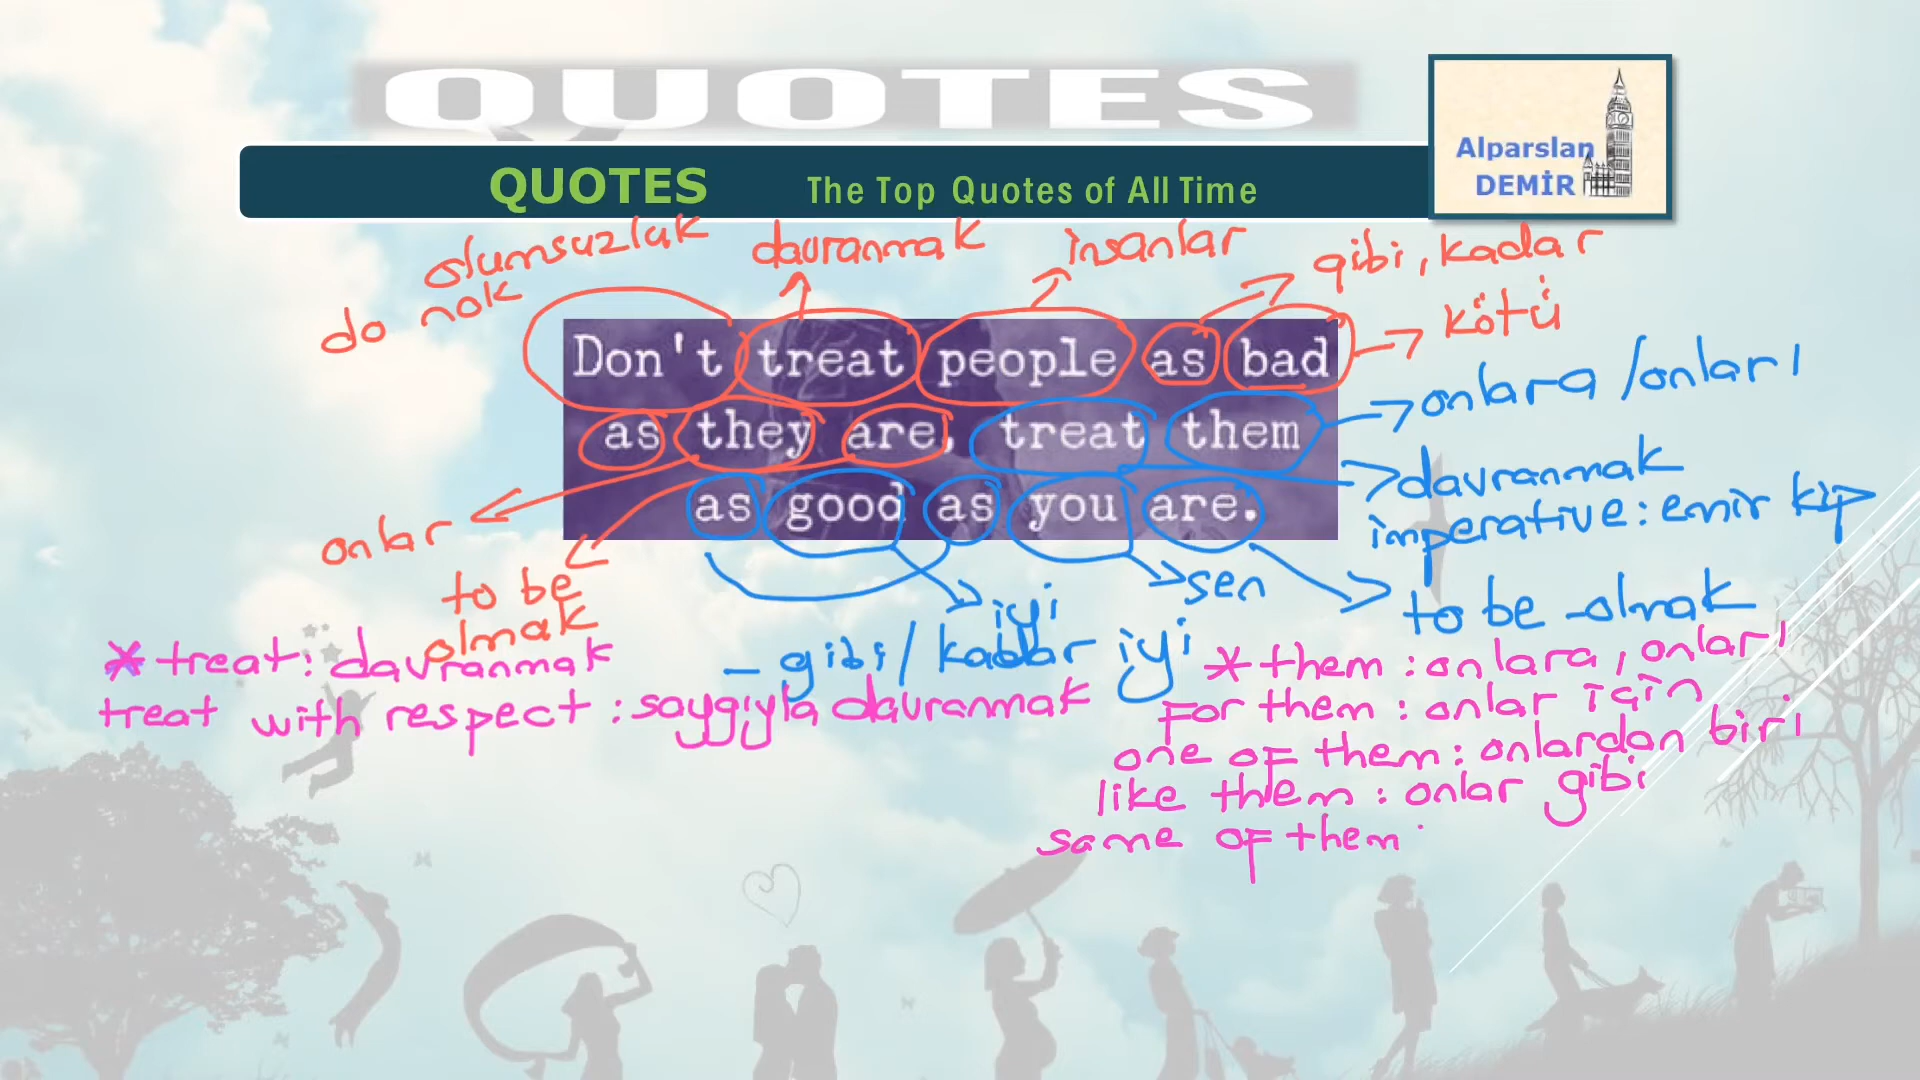 QUOTES
QUOTES The Top Quotes of All Time
Alparslan
DEMİR
olumsuzluk
do nok
davranmak
insanlar
gibi, kadar
kötü
Don't treat people as bad
as they are, treat them
as good as you are.
onlara /onları
davranmak
imperative: emir kip
onlar
to be
olmak
iyi
sen
to be -olmak
- gibi / kadar iyi
* treat: davranmak
treat with respect : saygıyla davranmak
* them : onlara, onları
For them : onlar için
one of them : onlardan biri
like them : onlar gibi
same of them :